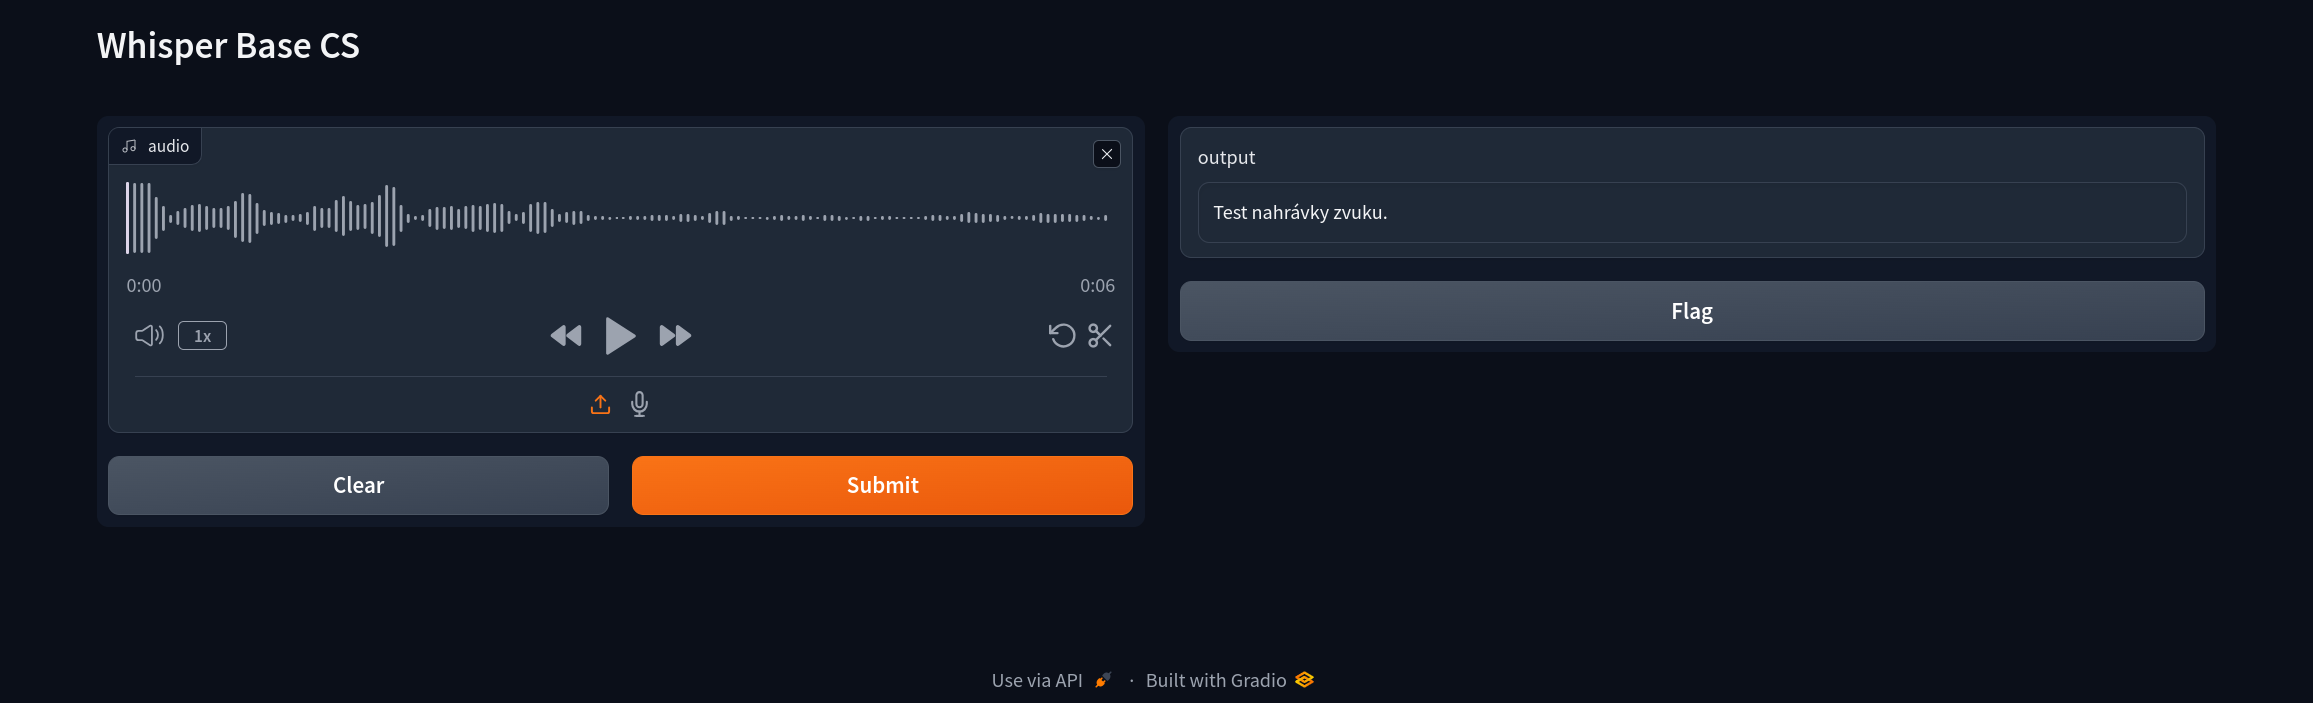 Whisper Base CS
audio
0:00
0:06
1x
Clear
Submit
output
Test nahrávky zvuku.
Flag
Use via API · Built with Gradio